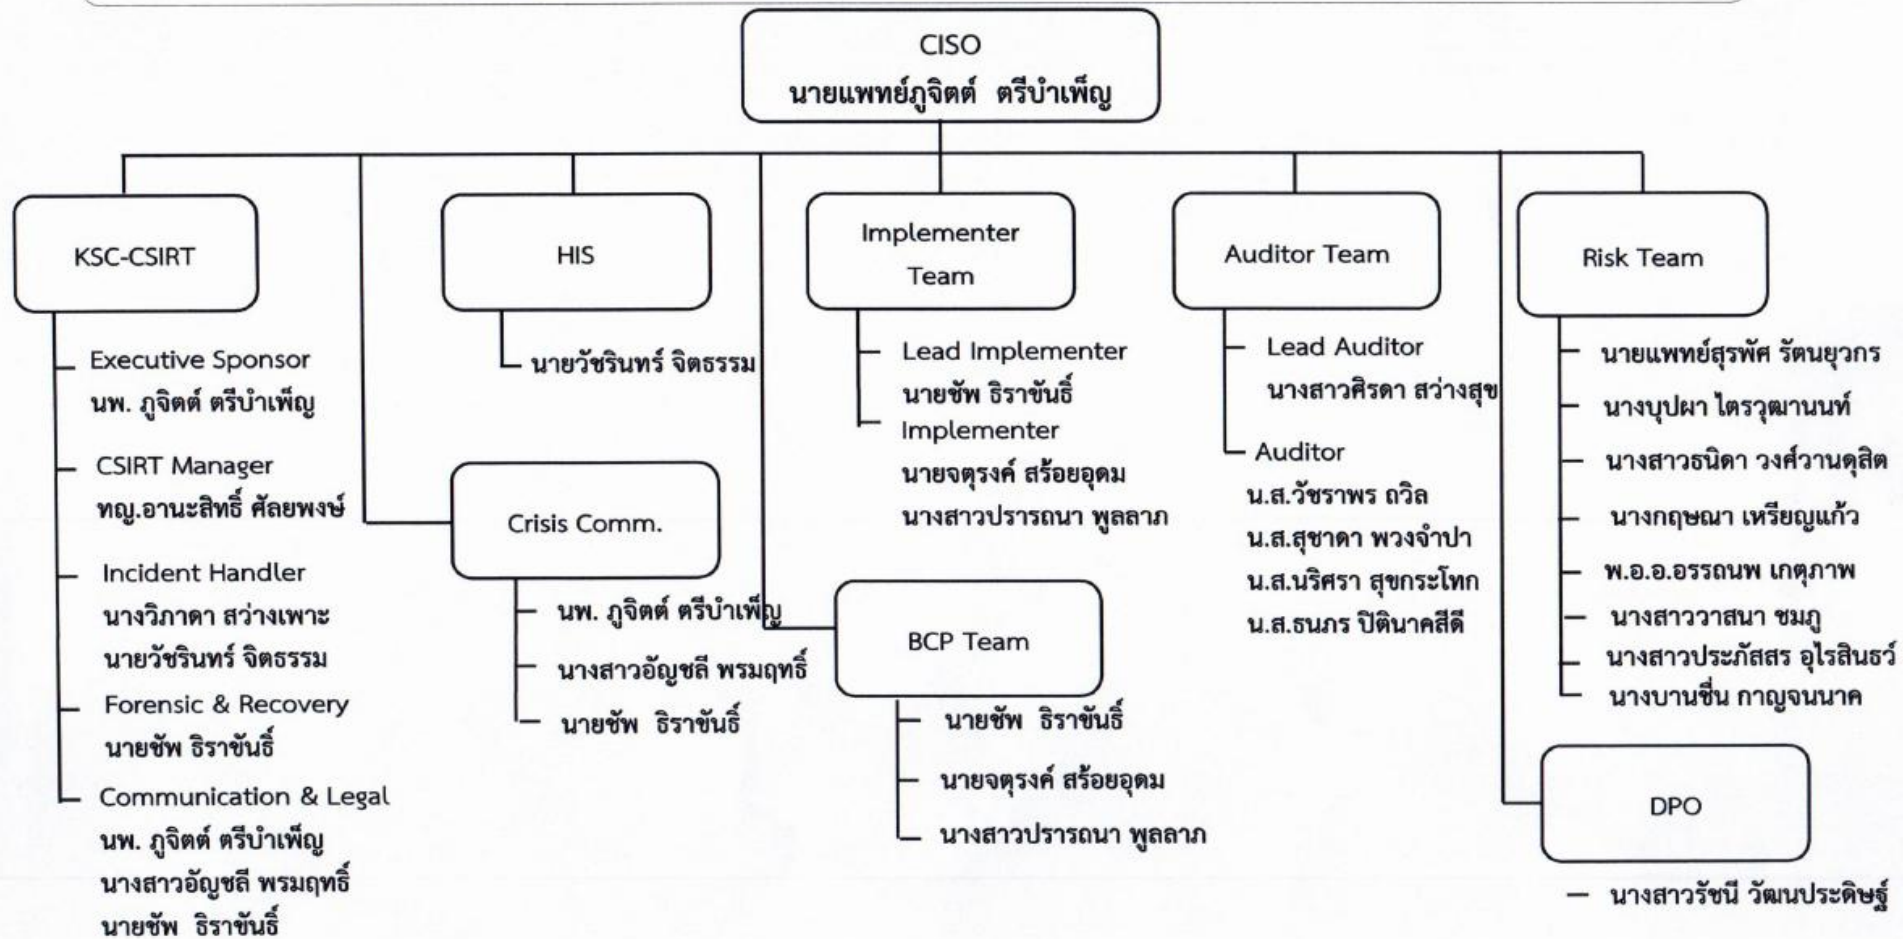 CISO
นายแพทย์ภูจิตต์ ตรีบำเพ็ญ
KSC-CSIRT
Executive Sponsor
นพ. ภูจิตต์ ตรีบำเพ็ญ
CSIRT Manager
ทญ.อานะสิทธิ์ ศัลยพงษ์
Incident Handler
นางวิภาดา สว่างเพาะ
นายวัชรินทร์ จิตธรรม
Forensic & Recovery
นายชัพ ธิราขันธิ์
Communication & Legal
นพ. ภูจิตต์ ตรีบำเพ็ญ
นางสาวอัญชลี พรมฤทธิ์
นายชัพ ธิราขันธิ์
HIS
นายวัชรินทร์ จิตธรรม
Crisis Comm.
นพ. ภูจิตต์ ตรีบำเพ็ญ
นางสาวอัญชลี พรมฤทธิ์
นายชัพ ธิราขันธิ์
Implementer
Team
Lead Implementer
นายชัพ ธิราขันธิ์
Implementer
นายจตุรงค์ สร้อยอุดม
นางสาวปรารถนา พูลลาภ
BCP Team
นายชัพ ธิราขันธิ์
นายจตุรงค์ สร้อยอุดม
นางสาวปรารถนา พูลลาภ
Auditor Team
Lead Auditor
นางสาวศิรดา สว่างสุข
Auditor
น.ส.วัชราพร ถวิล
น.ส.สุชาดา พวงจำปา
น.ส.นริศรา สุขกระโทก
น.ส.ธนภร ปิตินาคสีดี
Risk Team
นายแพทย์สุรพัศ รัตนยุวกร
นางบุปผา ไตรวุฒานนท์
นางสาวธนิดา วงศ์วานดุสิต
นางกฤษณา เหรียญแก้ว
พ.อ.อ.อรรถนพ เกตุภาพ
นางสาววาสนา ชมภู
นางสาวประภัสสร อุไรสินธว์
นางบานชื่น กาญจนนาค
DPO
นางสาวรัชนี วัฒนประดิษฐ์